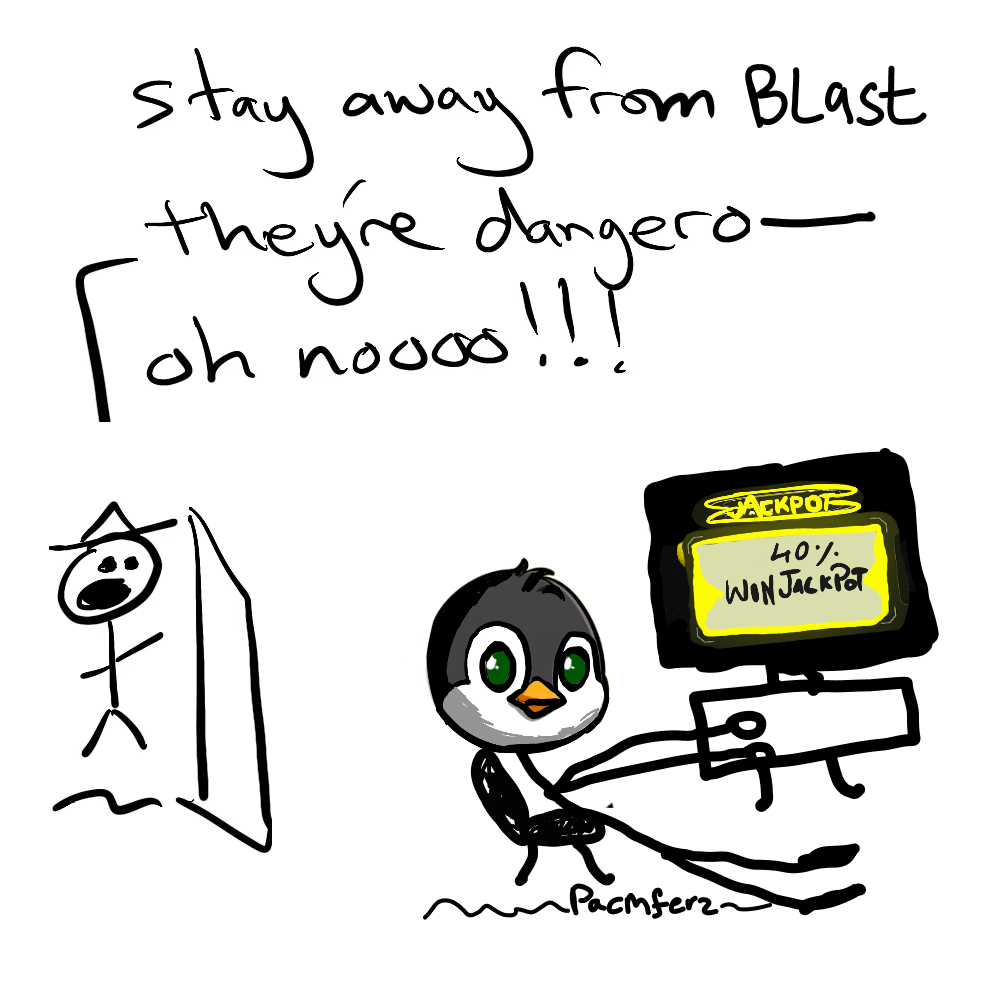 stay away from BLast
they're dangero—
oh noooo!!!
JACKPOT
40%
WIN JACKPOT
Pacmferz